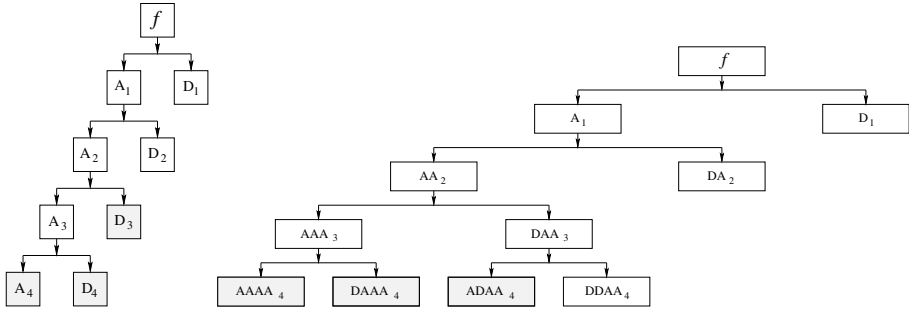 f
A1 D1
A2 D2
A3 D3
A4 D4
f
A1 D1
AA2 DA2
AAA3 DAA3
AAAA4 DAAA4 ADAA4 DDAA4